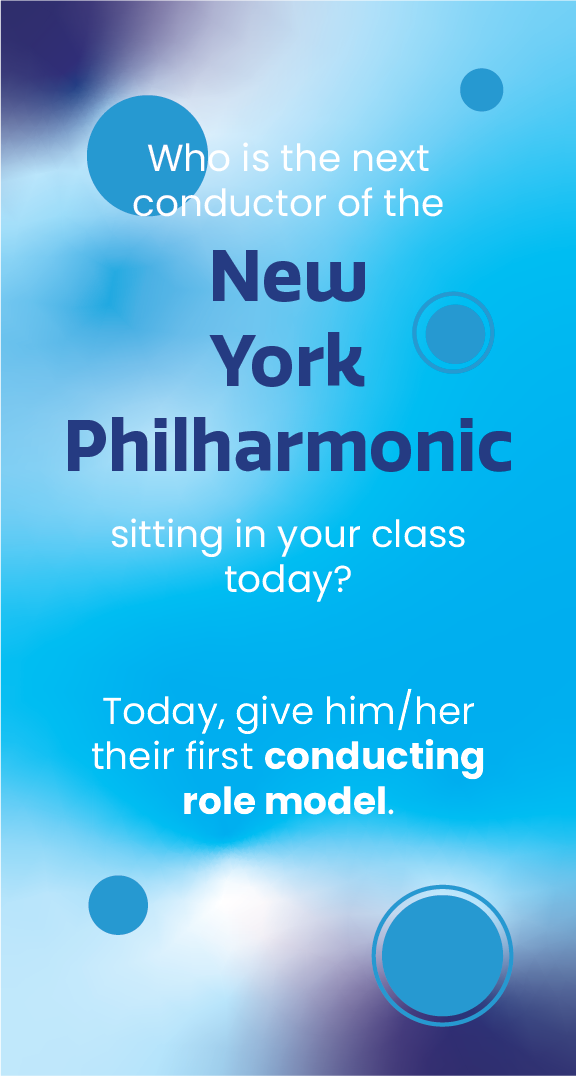 Who is the next
conductor of the
New
York
Philharmonic
sitting in your class
today?
Today, give him/her
their first conducting
role model.